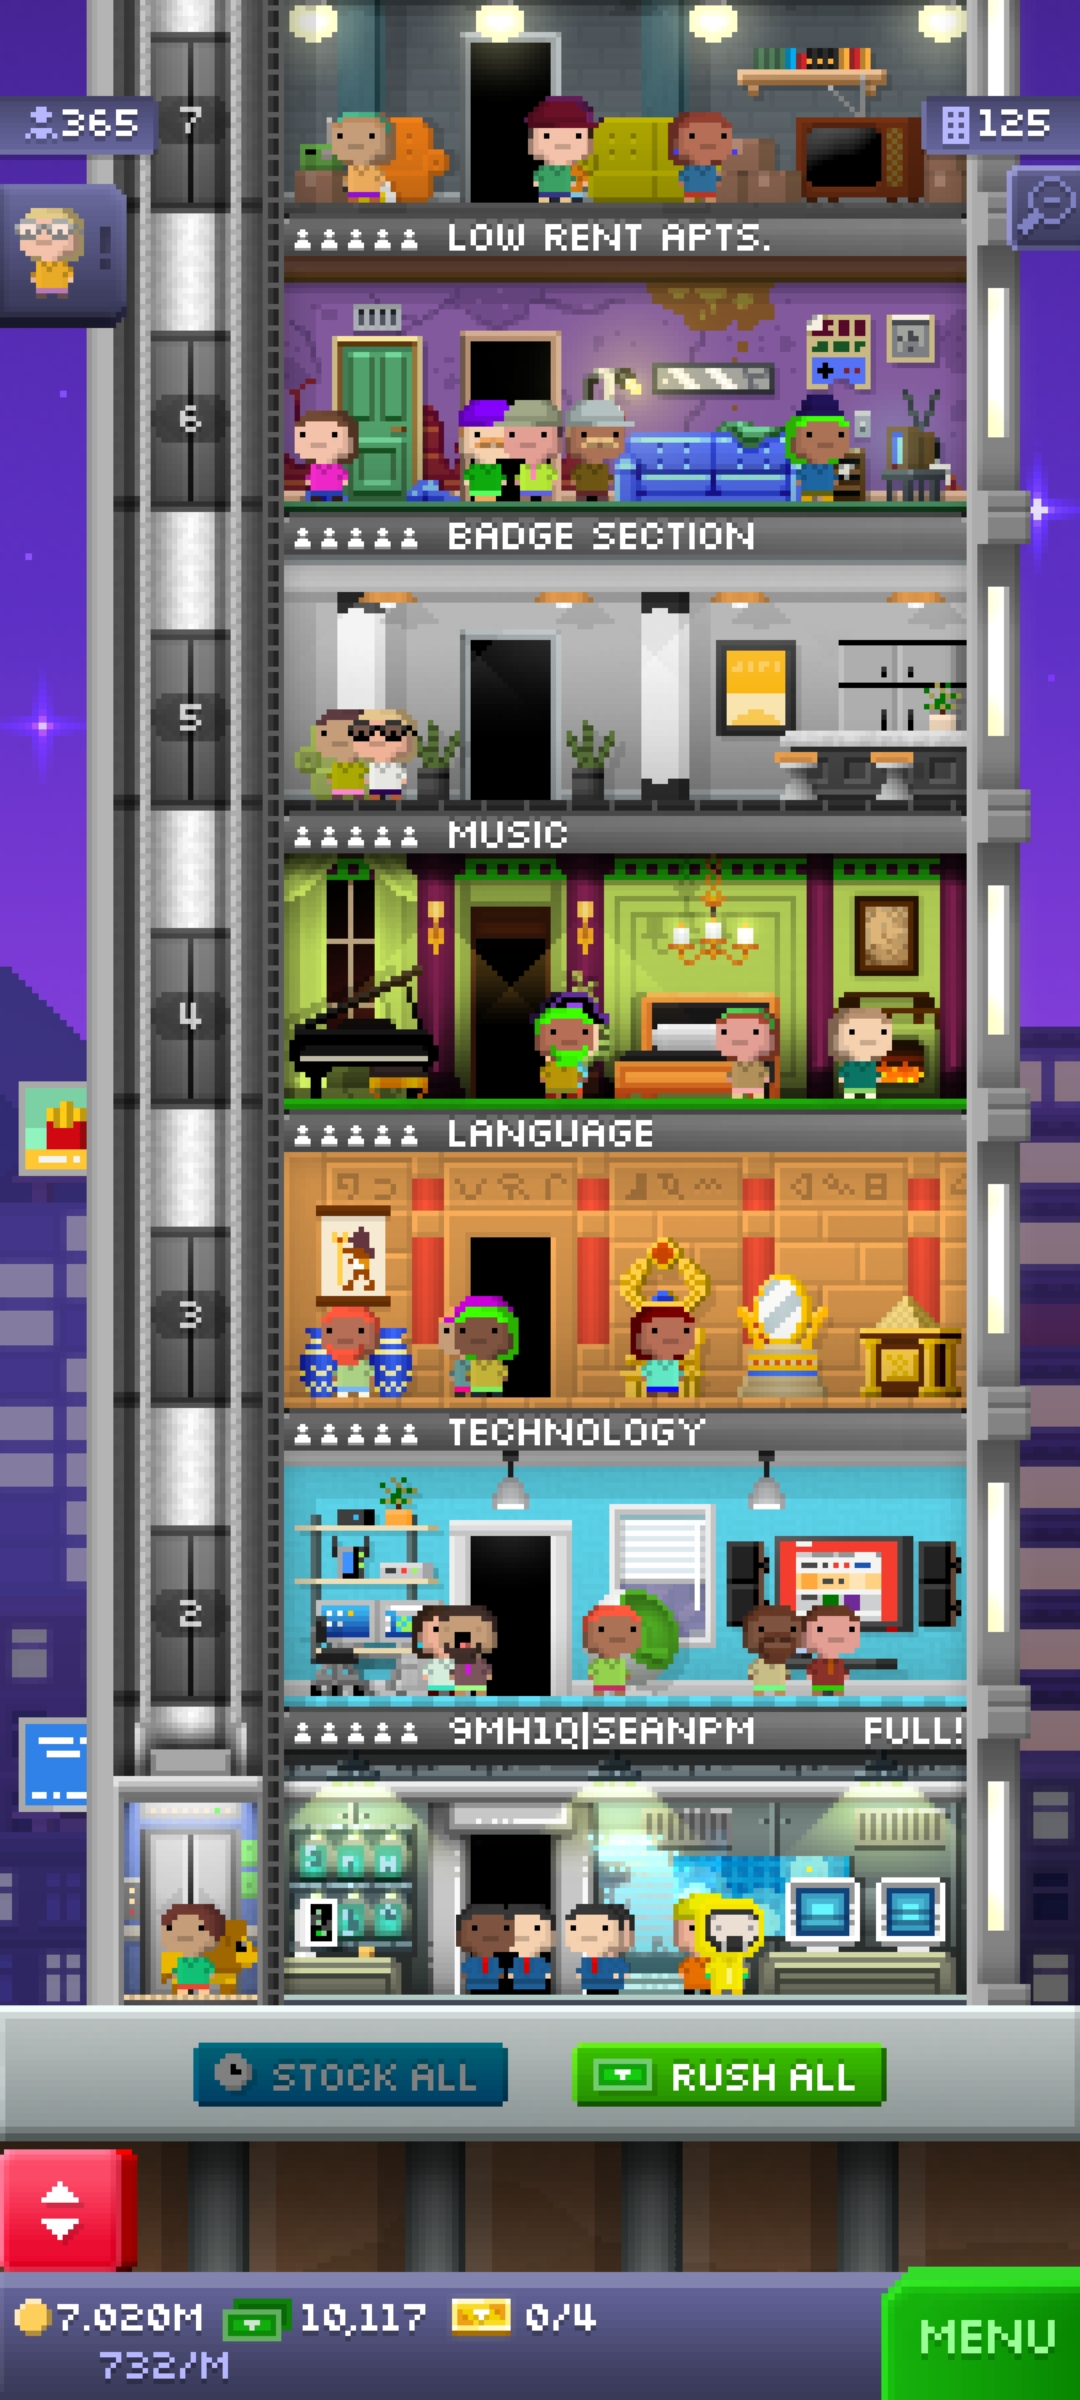 365
7
125
LOW RENT APTS.
6
BADGE SECTION
5
MUSIC
4
LANGUAGE
3
TECHNOLOGY
2
9MH1Q|SEANPM FULL!
STOCK ALL
RUSH ALL
7.020M 10,117 0/4
732/M
MENU